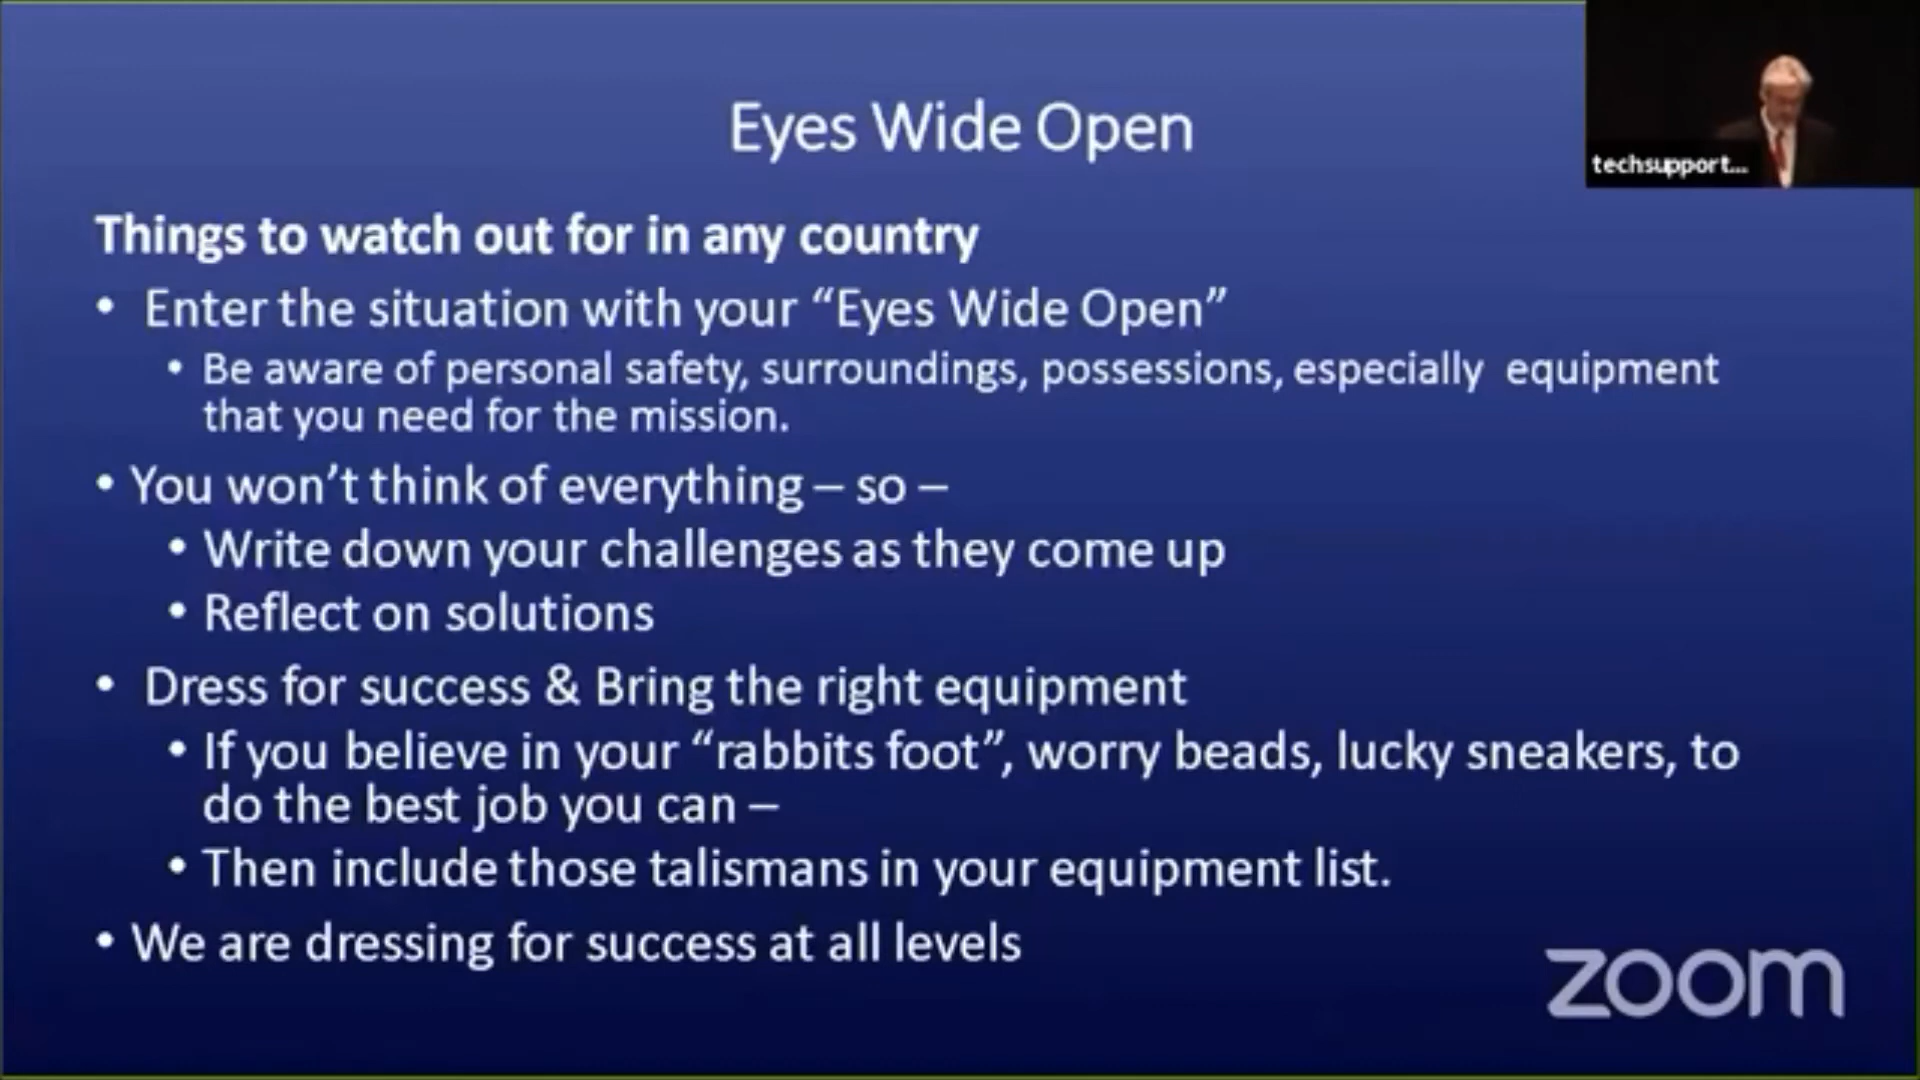 Eyes Wide Open
techsupport...
Things to watch out for in any country
• Enter the situation with your “Eyes Wide Open”
• Be aware of personal safety, surroundings, possessions, especially equipment
that you need for the mission.
• You won’t think of everything – so –
• Write down your challenges as they come up
• Reflect on solutions
• Dress for success & Bring the right equipment
• If you believe in your “rabbits foot”, worry beads, lucky sneakers, to
do the best job you can –
• Then include those talismans in your equipment list.
• We are dressing for success at all levels
zoom